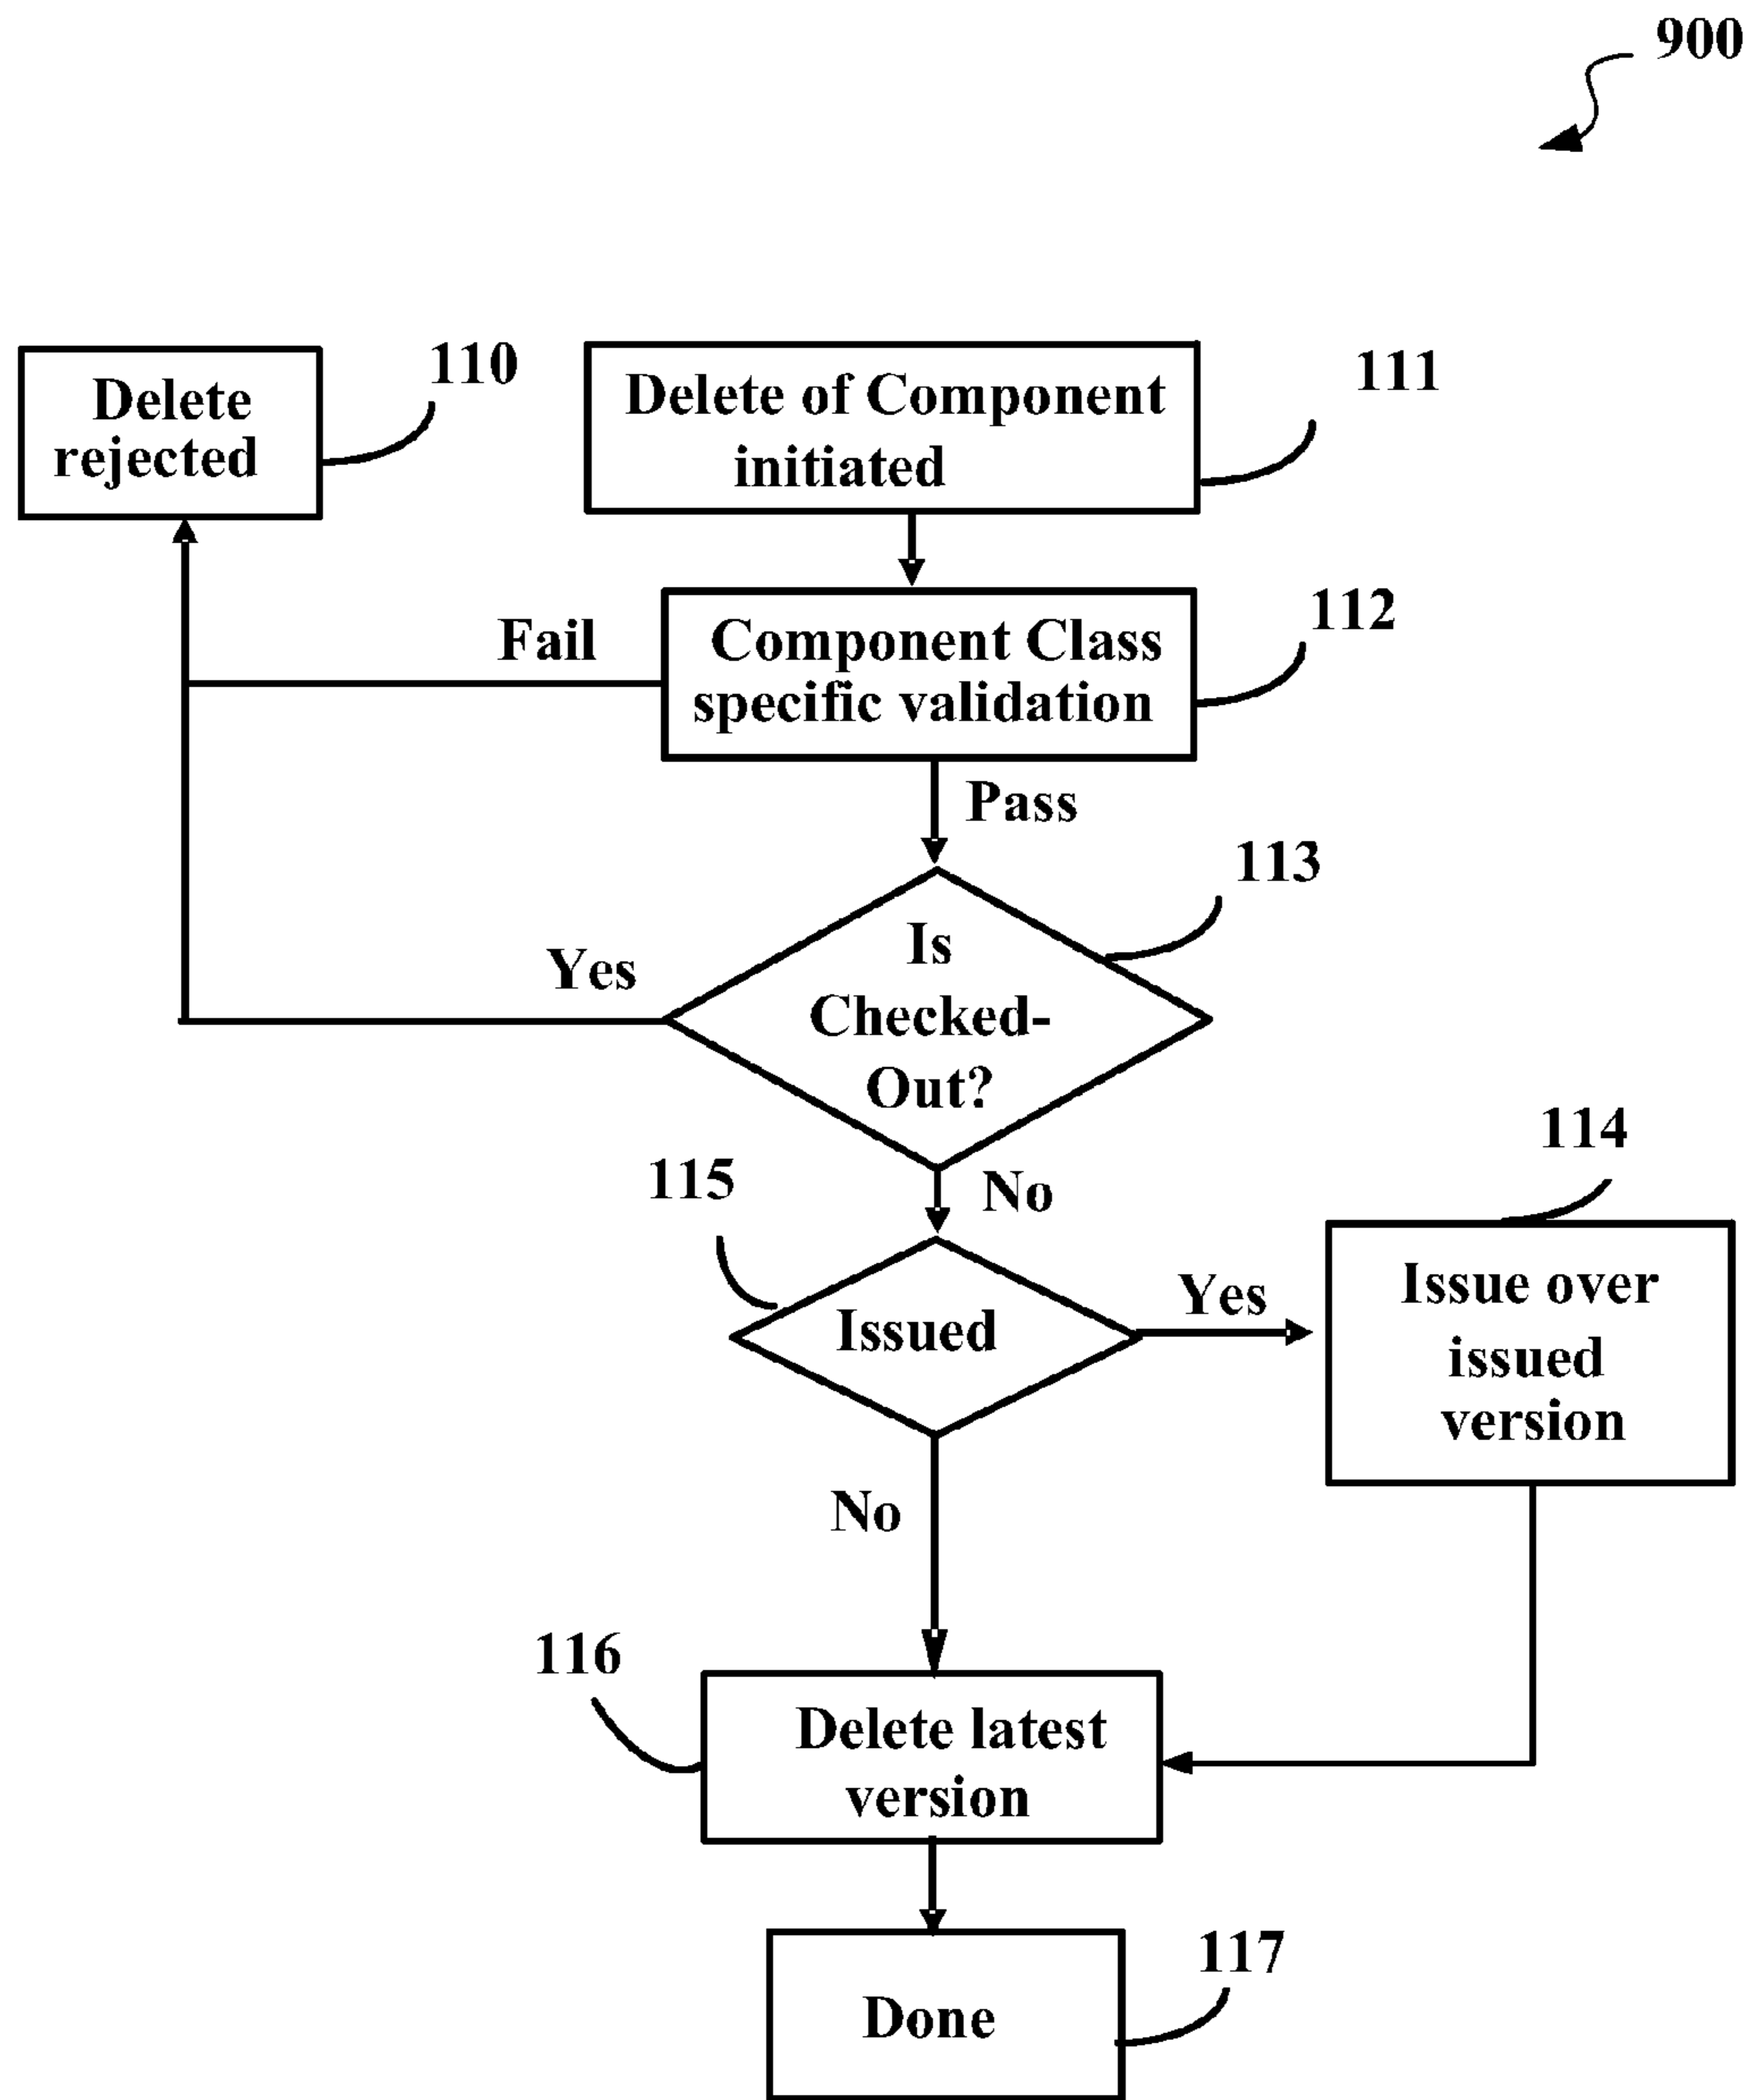 900
110
Delete
rejected
111
Delete of Component
initiated
112
Fail
Component Class
specific validation
Pass
113
Is
Checked-
Out?
Yes
No
115
114
Issued
Yes
Issue over
issued
version
No
116
Delete latest
version
117
Done